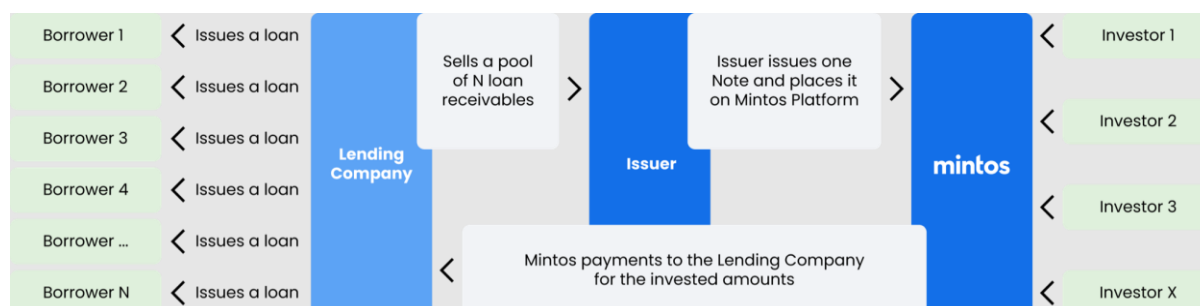 Borrower 1
Issues a loan
Borrower 2
Issues a loan
Borrower 3
Issues a loan
Borrower 4
Issues a loan
Borrower ...
Issues a loan
Borrower N
Issues a loan
Lending
Company
Sells a pool
of N loan
receivables
Issuer
Issuer issues one
Note and places it
on Mintos Platform
mintos
Mintos payments to the Lending Company
for the invested amounts
Investor 1
Investor 2
Investor 3
Investor X